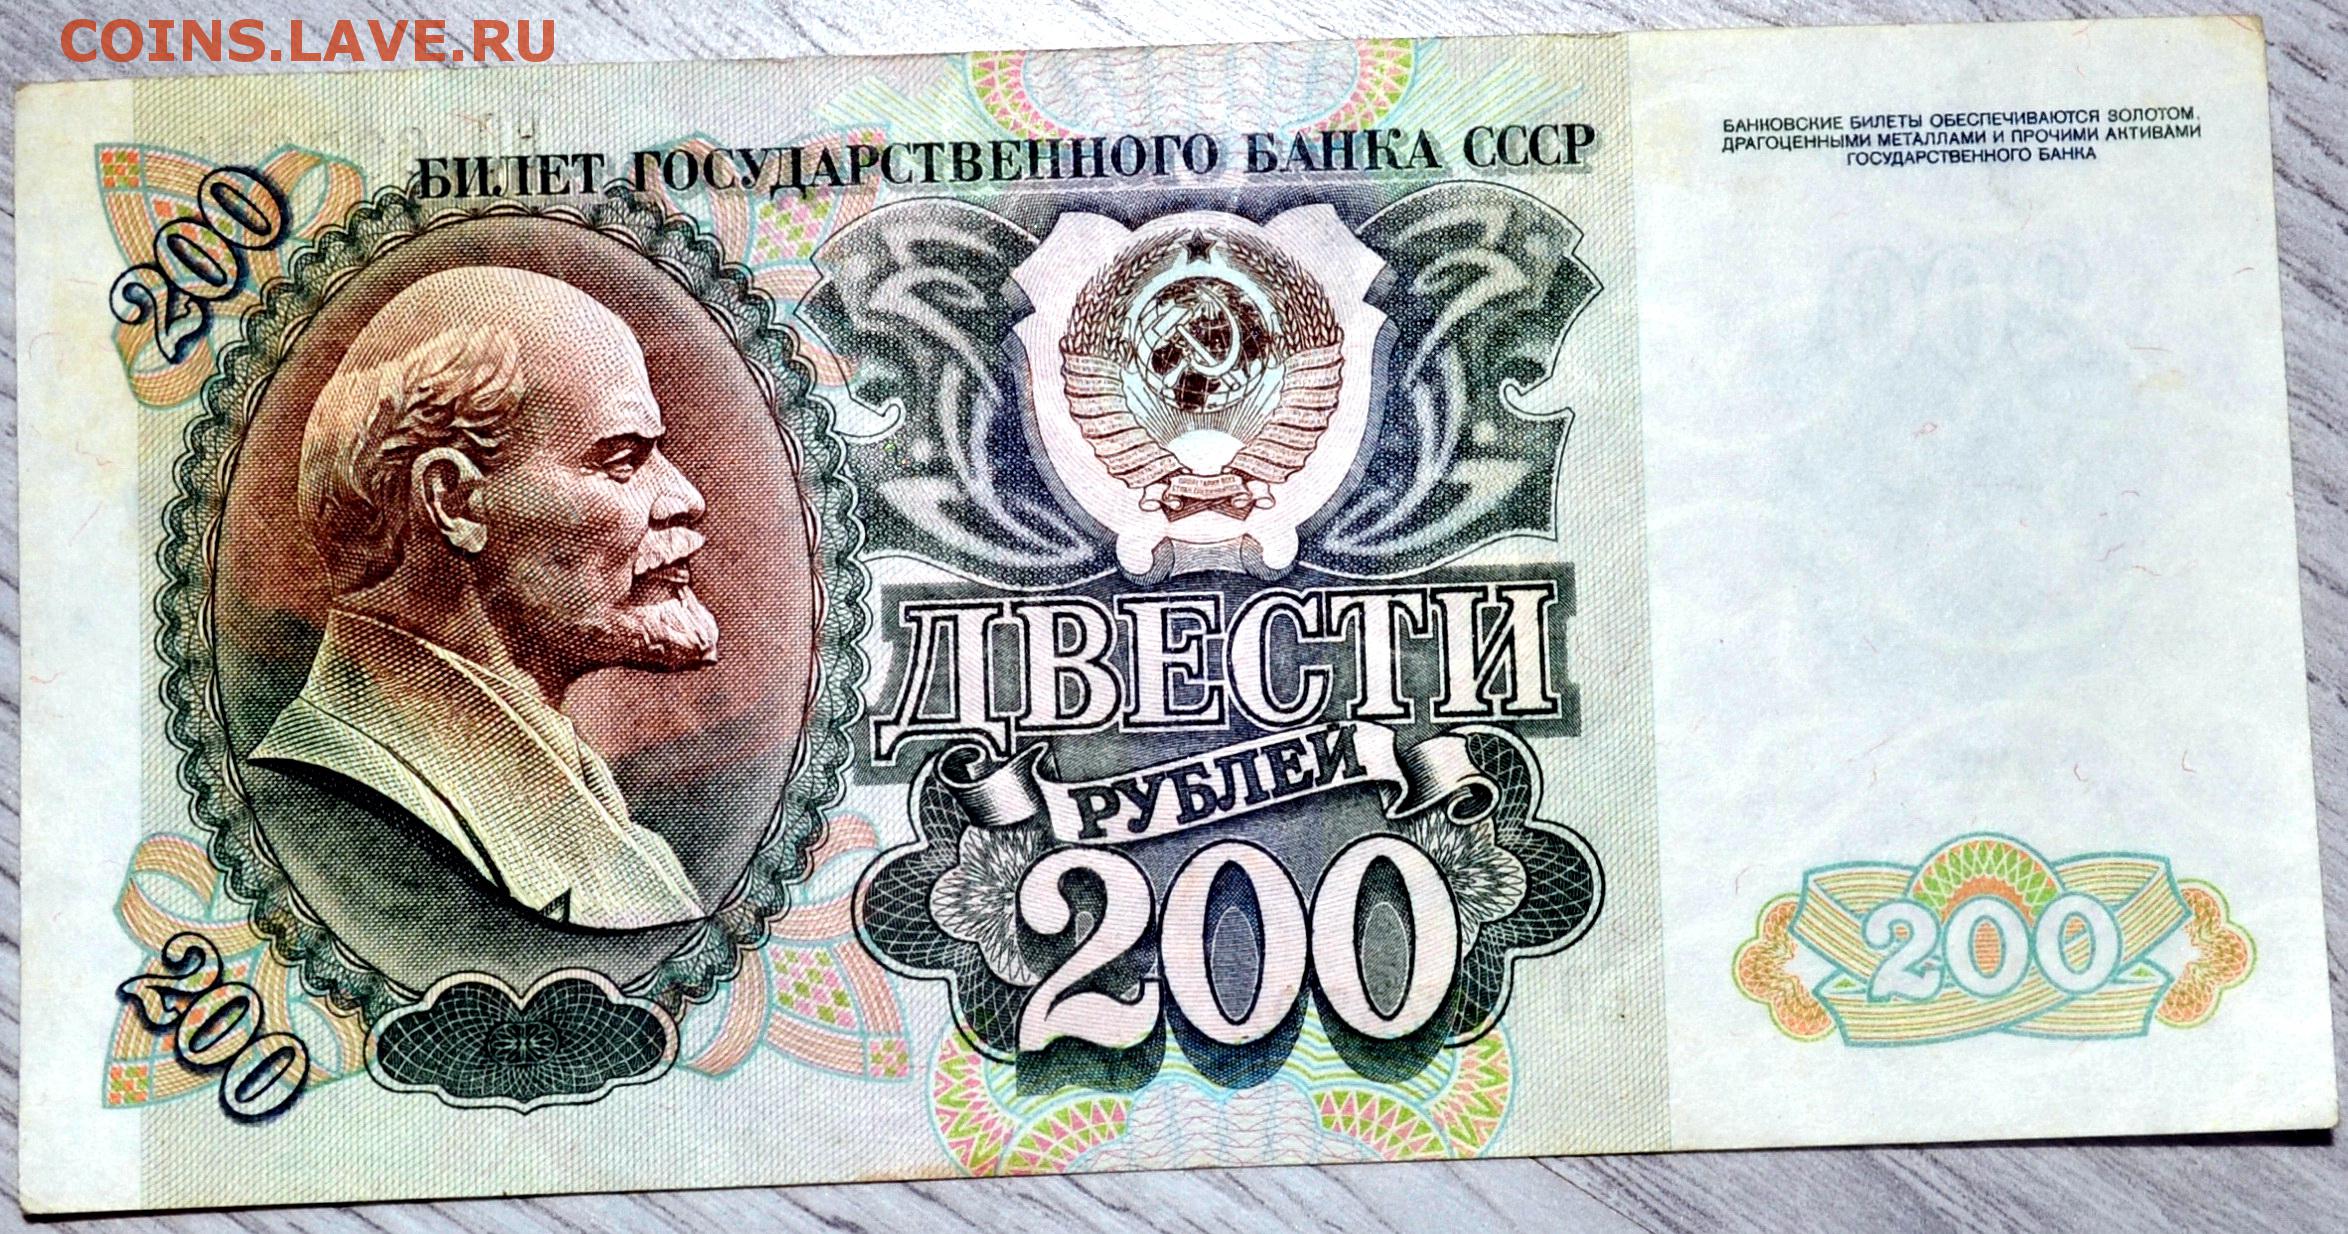 COINS.LAVE.RU
БИЛЕТ ГОСУДАРСТВЕННОГО БАНКА СССР
БАНКОВСКИЕ БИЛЕТЫ ОБЕСПЕЧИВАЮТСЯ ЗОЛОТОМ,
ДРАГОЦЕННЫМИ МЕТАЛЛАМИ И ПРОЧИМИ АКТИВАМИ
ГОСУДАРСТВЕННОГО БАНКА
200
ДВЕСТИ
РУБЛЕЙ
200
200
200